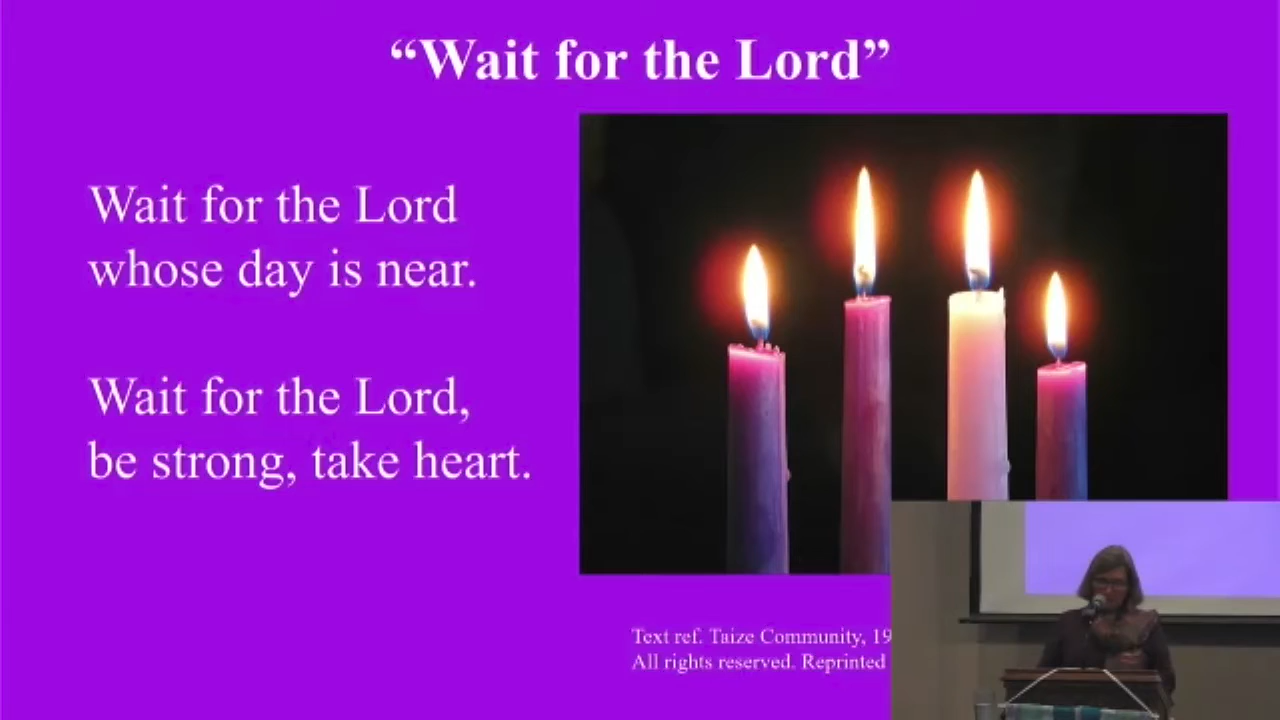 “Wait for the Lord”
Wait for the Lord
whose day is near.
Wait for the Lord,
be strong, take heart.
Text ref. Taize Community, 19
All rights reserved. Reprinted